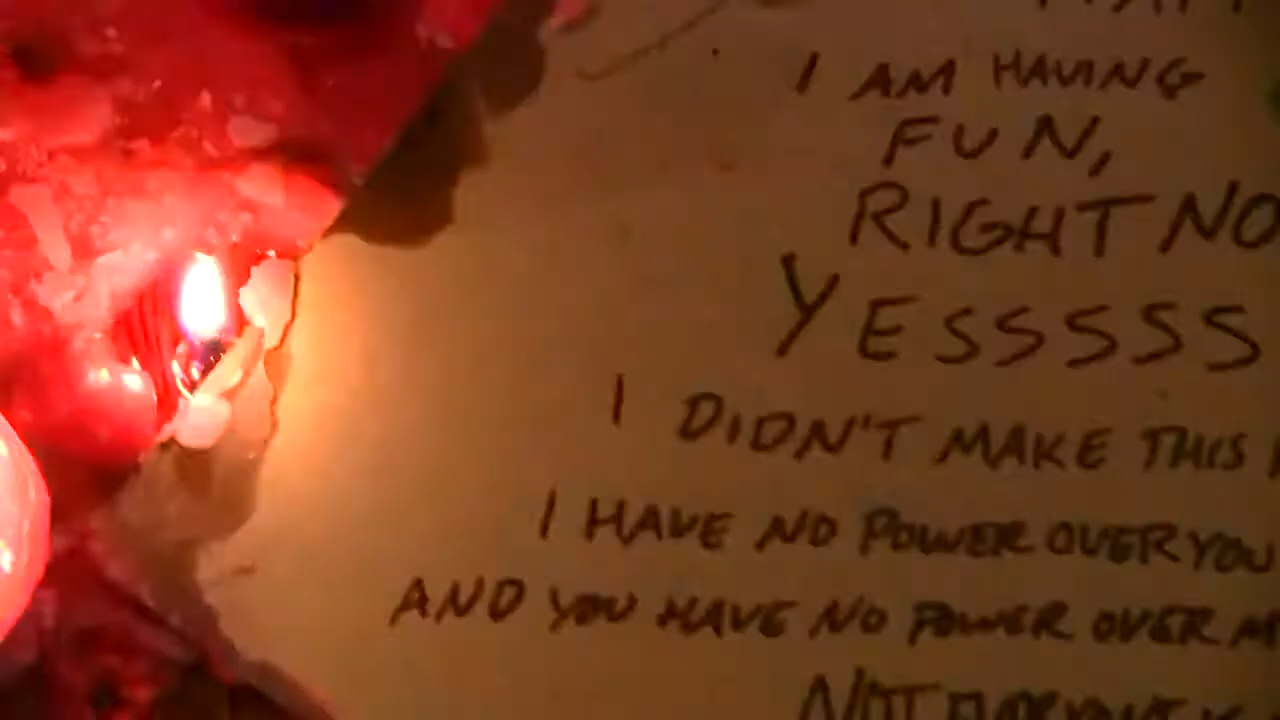 I AM HAVING
FUN,
RIGHT NO
YESSSSS
I DIDN'T MAKE THIS
I HAVE NO POWER OVER YOU
AND YOU HAVE NO POWER OVER M
NOT